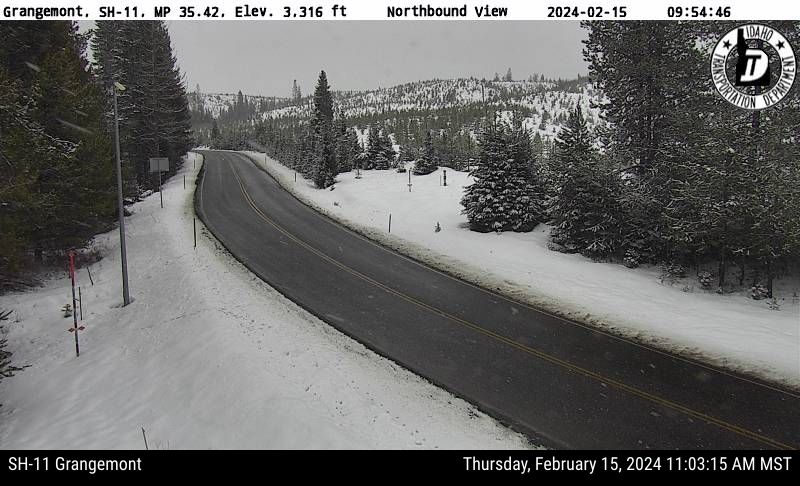 Grangemont, SH-11, MP 35.42, Elev. 3,316 ft Northbound View 2024-02-15 09:54:46
IDAHO
TRANSPORTATION DEPARTMENT
SH-11 Grangemont Thursday, February 15, 2024 11:03:15 AM MST